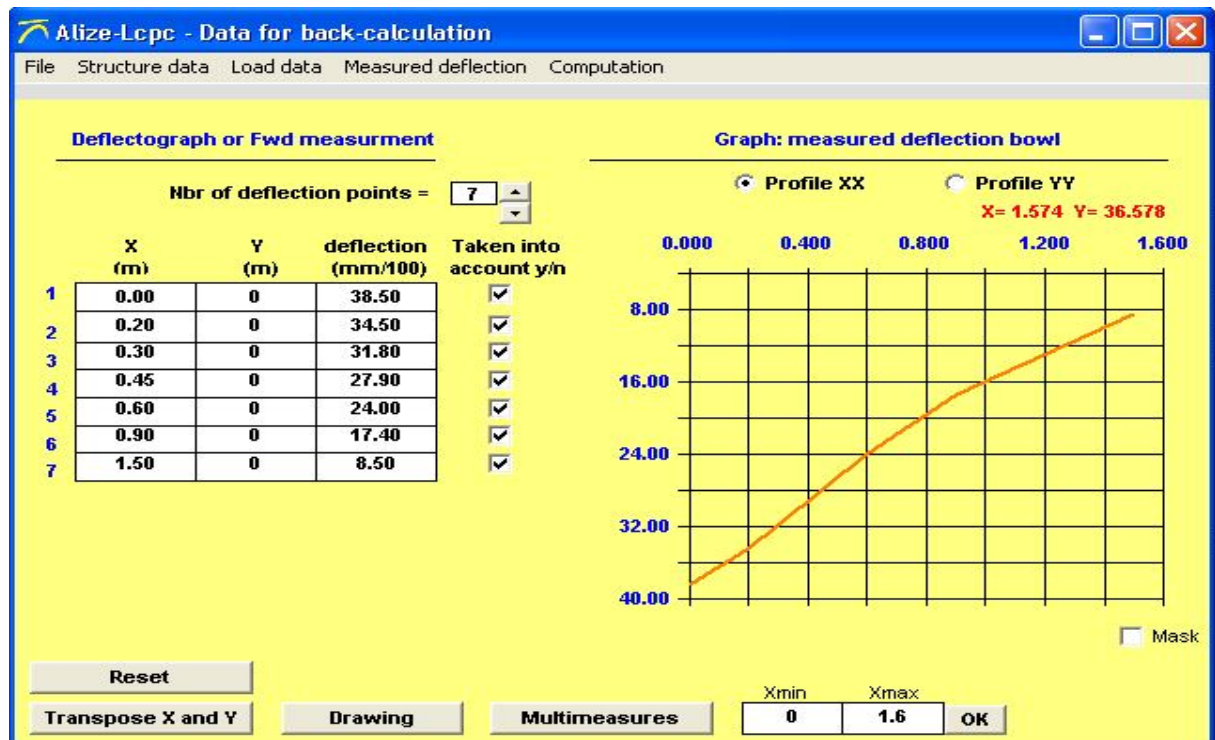 Alize-Lcpc - Data for back-calculation
File Structure data Load data Measured deflection Computation
Deflectograph or Fwd measurment
Nbr of deflection points = 7
X (m) Y (m) deflection (mm/100) Taken into account y/n
1 0.00 0 38.50
2 0.20 0 34.50
3 0.30 0 31.80
4 0.45 0 27.90
5 0.60 0 24.00
6 0.90 0 17.40
7 1.50 0 8.50
Graph: measured deflection bowl
Profile XX Profile YY
X= 1.574 Y= 36.578
0.000 0.400 0.800 1.200 1.600
8.00
16.00
24.00
32.00
40.00
Mask
Reset
Transpose X and Y Drawing Multimeasures
Xmin Xmax
0 1.6 OK